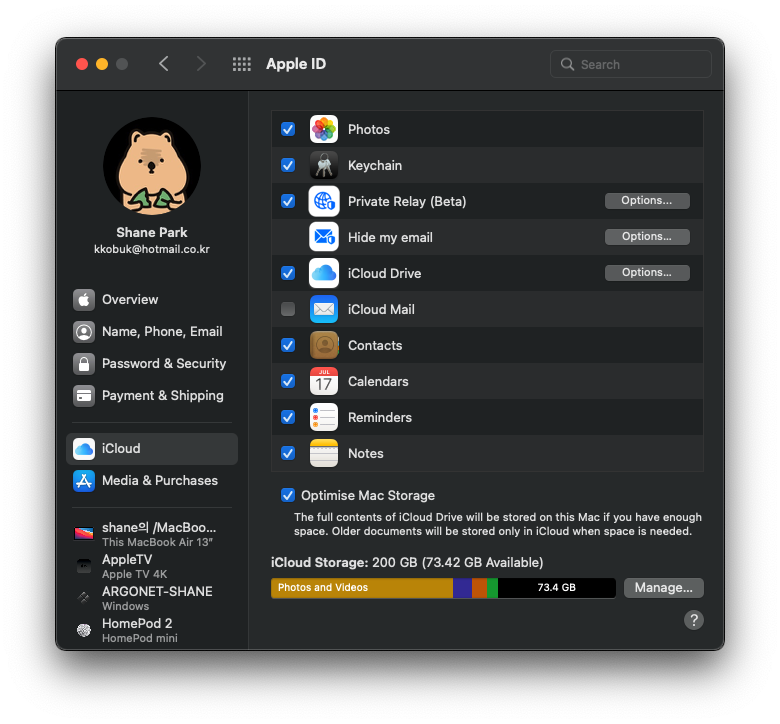 Apple ID
Search
Shane Park
kkobuk@hotmail.co.kr
Overview
Name, Phone, Email
Password & Security
Payment & Shipping
iCloud
Media & Purchases
shane의 /MacBoo...
This MacBook Air 13"
AppleTV
Apple TV 4K
ARGONET-SHANE
Windows
HomePod 2
HomePod mini
Photos
Keychain
Private Relay (Beta)
Options...
Hide my email
Options...
iCloud Drive
Options...
iCloud Mail
Contacts
JUL
17
Calendars
Reminders
Notes
Optimise Mac Storage
The full contents of iCloud Drive will be stored on this Mac if you have enough
space. Older documents will be stored only in iCloud when space is needed.
iCloud Storage: 200 GB (73.42 GB Available)
Photos and Videos
73.4 GB
Manage...
?